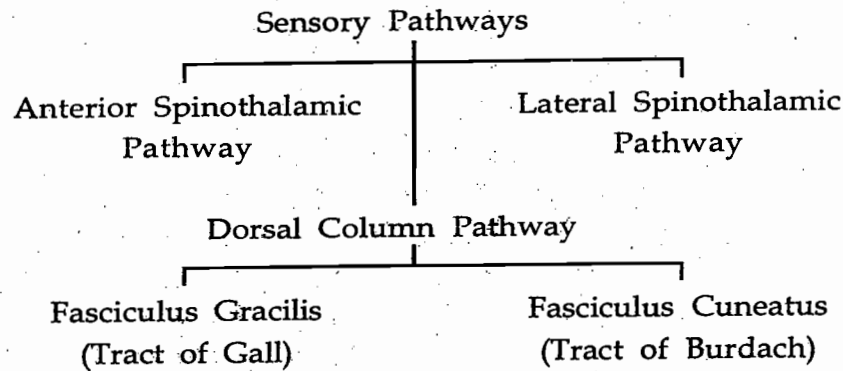 Sensory Pathways
Anterior Spinothalamic
Pathway
Lateral Spinothalamic
Pathway
Dorsal Column Pathway
Fasciculus Gracilis
(Tract of Gall)
Fasciculus Cuneatus
(Tract of Burdach)